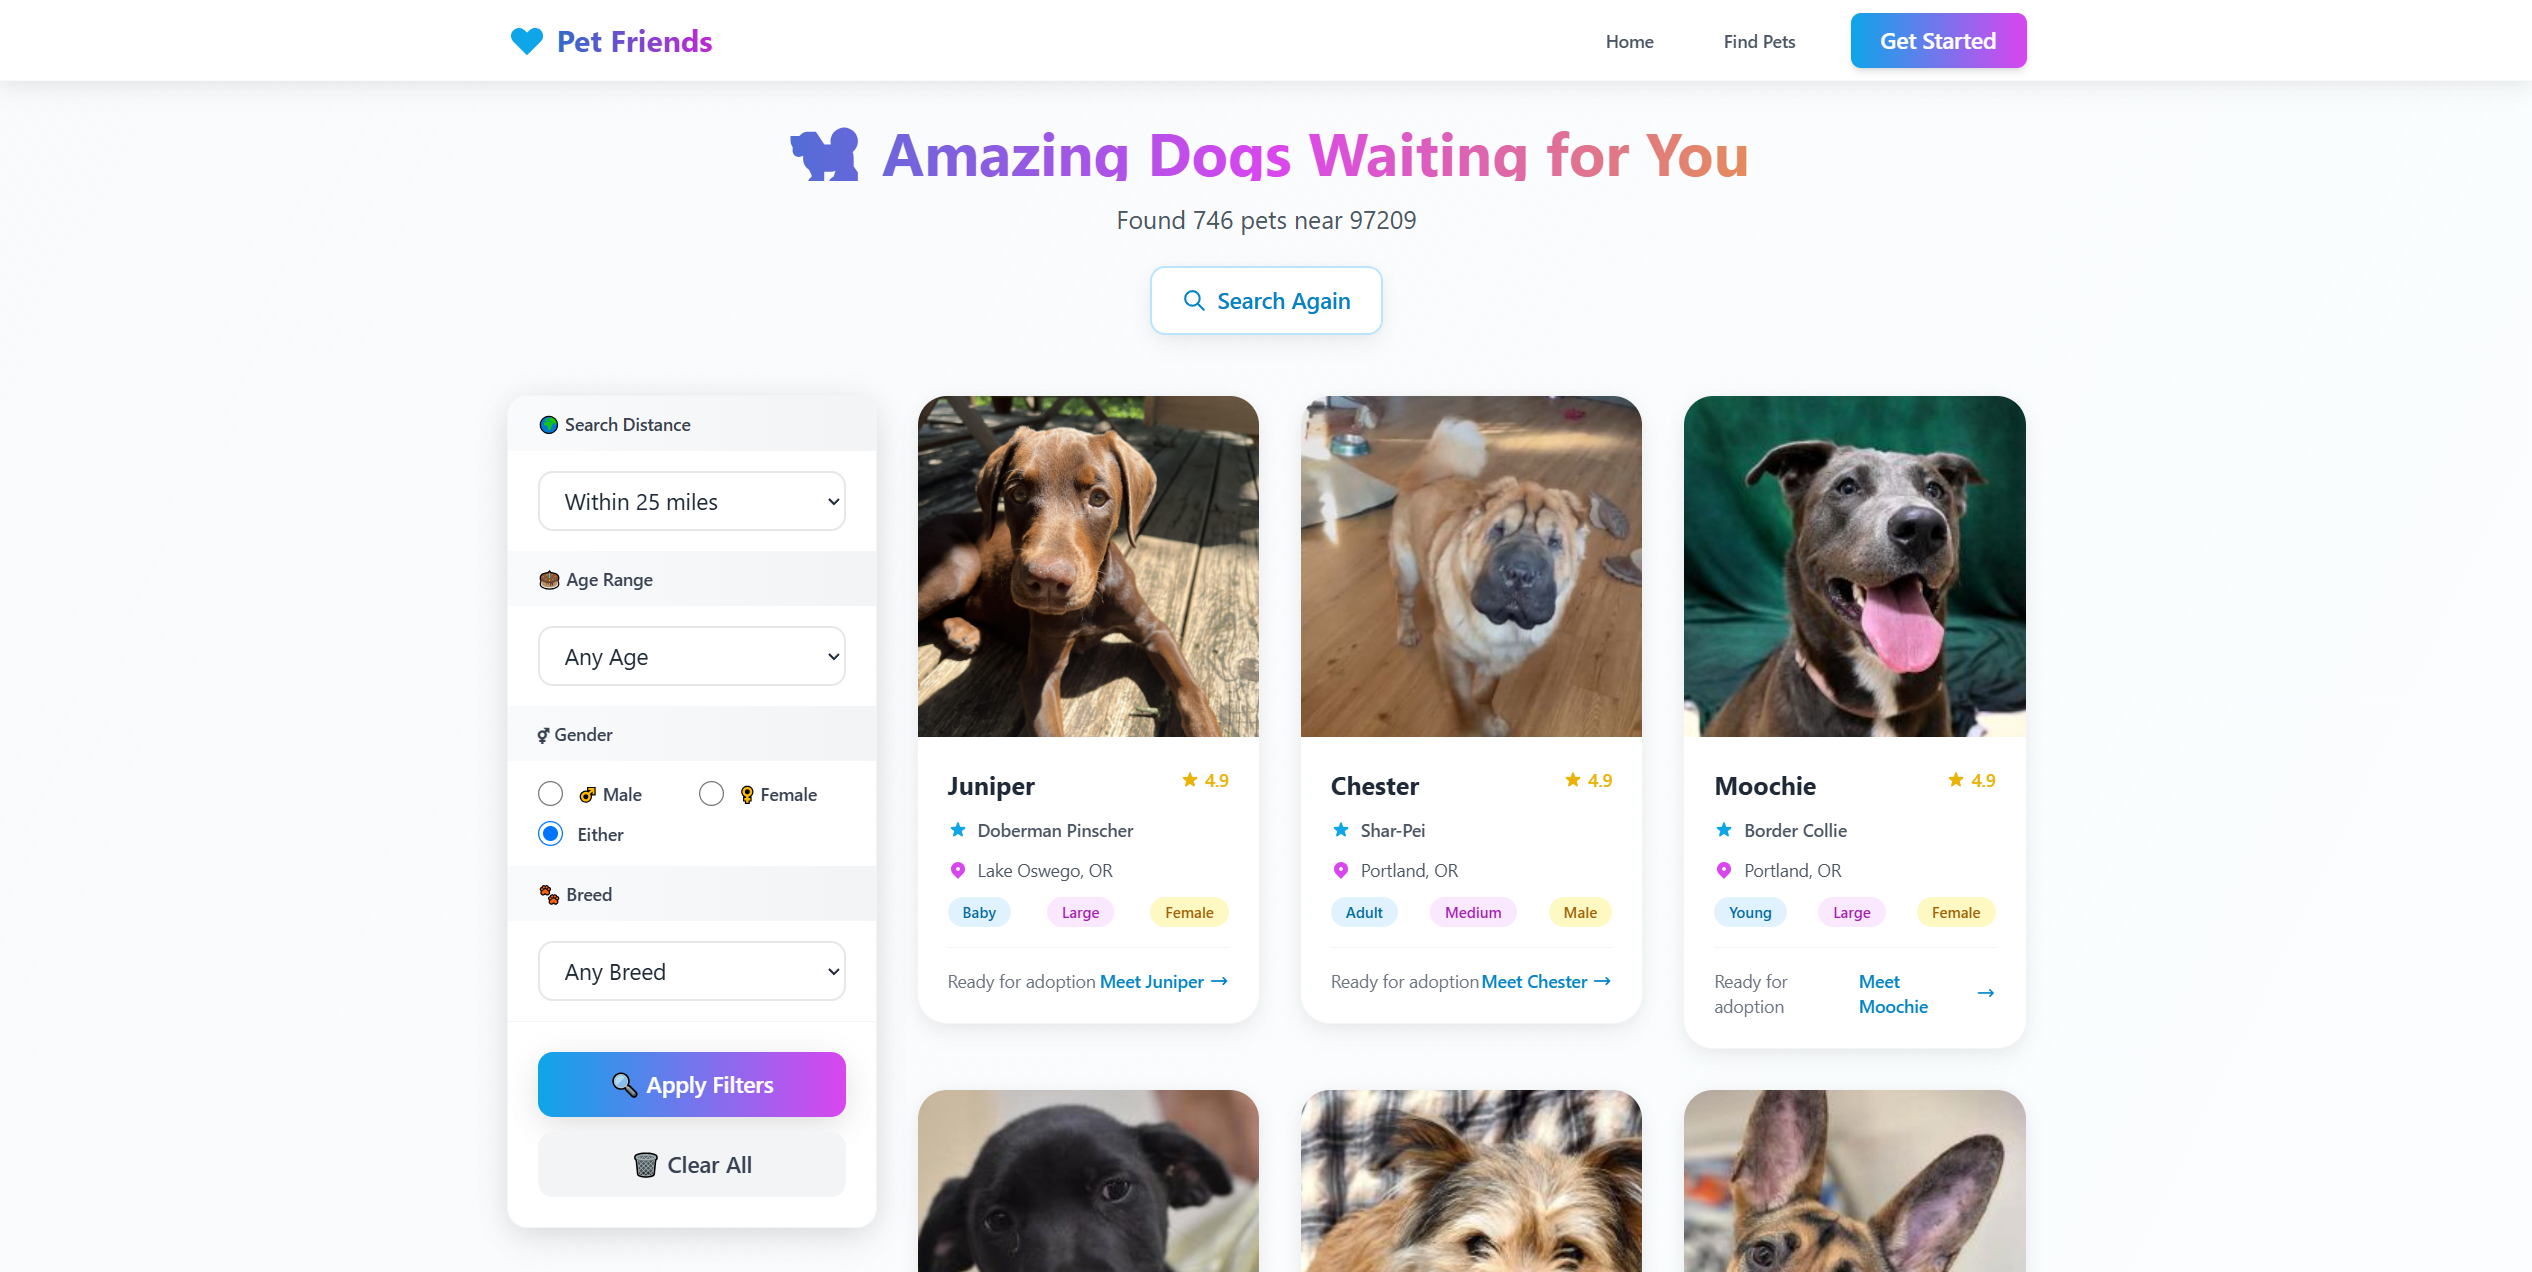 Pet Friends
Home
Find Pets
Get Started
Amazing Dogs Waiting for You
Found 746 pets near 97209
Search Again
Search Distance
Within 25 miles
Age Range
Any Age
Gender
Male
Female
Either
Breed
Any Breed
Apply Filters
Clear All
Juniper
4.9
Doberman Pinscher
Lake Oswego, OR
Baby
Large
Female
Ready for adoption
Meet Juniper →
Chester
4.9
Shar-Pei
Portland, OR
Adult
Medium
Male
Ready for adoption
Meet Chester →
Moochie
4.9
Border Collie
Portland, OR
Young
Large
Female
Ready for
adoption
Meet
Moochie →